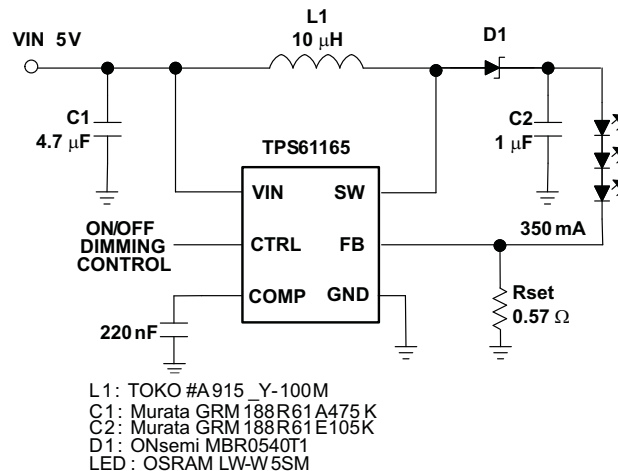 L1
10 µH
VIN 5V
D1
C1
4.7 µF
C2
1 µF
TPS61165
VIN
SW
ON/OFF
DIMMING
CONTROL
CTRL
FB
350 mA
COMP
GND
Rset
0.57 Ω
220 nF
L1: TOKO #A915_Y-100M
C1: Murata GRM188R61A475K
C2: Murata GRM188R61E105K
D1: ONsemi MBR0540T1
LED: OSRAM LW-W5SM